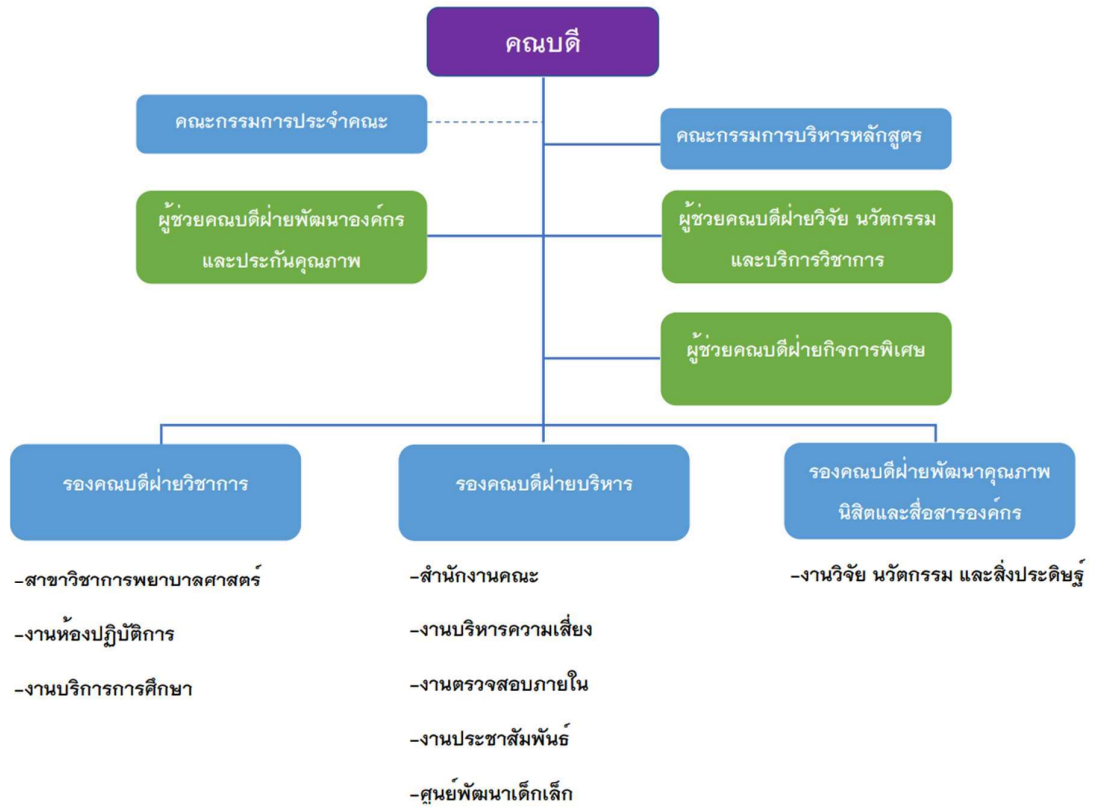 คณบดี
คณะกรรมการประจำคณะ
คณะกรรมการบริหารหลักสูตร
ผู้ช่วยคณบดีฝ่ายพัฒนาองค์กร
และประกันคุณภาพ
ผู้ช่วยคณบดีฝ่ายวิจัย นวัตกรรม
และบริการวิชาการ
ผู้ช่วยคณบดีฝ่ายกิจการพิเศษ
รองคณบดีฝ่ายวิชาการ
-สาขาวิชาการพยาบาลศาสตร์
-งานห้องปฏิบัติการ
-งานบริการการศึกษา
รองคณบดีฝ่ายบริหาร
-สำนักงานคณะ
-งานบริหารความเสี่ยง
-งานตรวจสอบภายใน
-งานประชาสัมพันธ์
-ศูนย์พัฒนาเด็กเล็ก
รองคณบดีฝ่ายพัฒนาคุณภาพ
นิสิตและสื่อสารองค์กร
-งานวิจัย นวัตกรรม และสิ่งประดิษฐ์